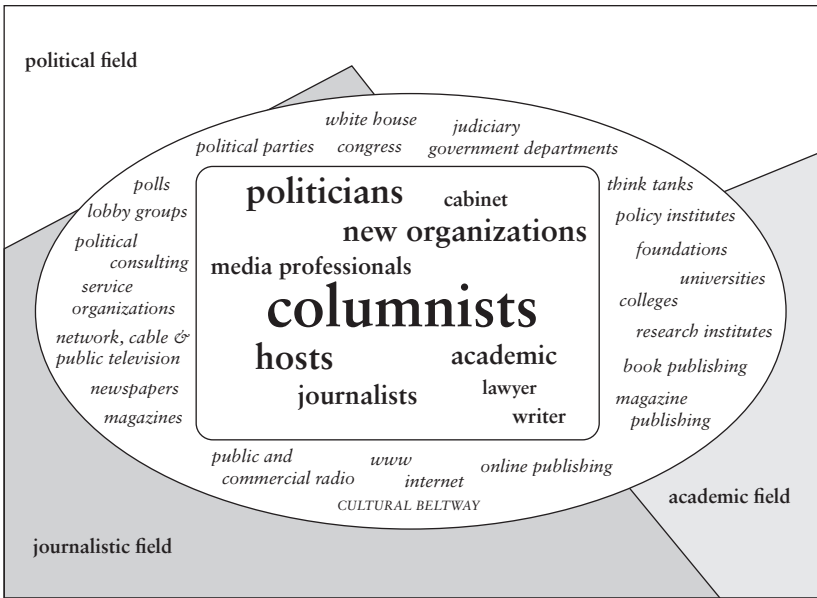 political field
white house
judiciary
political parties
congress
government departments
polls
lobby groups
political
consulting
service
organizations
network, cable &
public television
newspapers
magazines
politicians
cabinet
new organizations
media professionals
columnists
hosts
academic
journalists
lawyer
writer
think tanks
policy institutes
foundations
universities
colleges
research institutes
book publishing
magazine
publishing
public and
commercial radio
www
internet
online publishing
CULTURAL BELTWAY
academic field
journalistic field